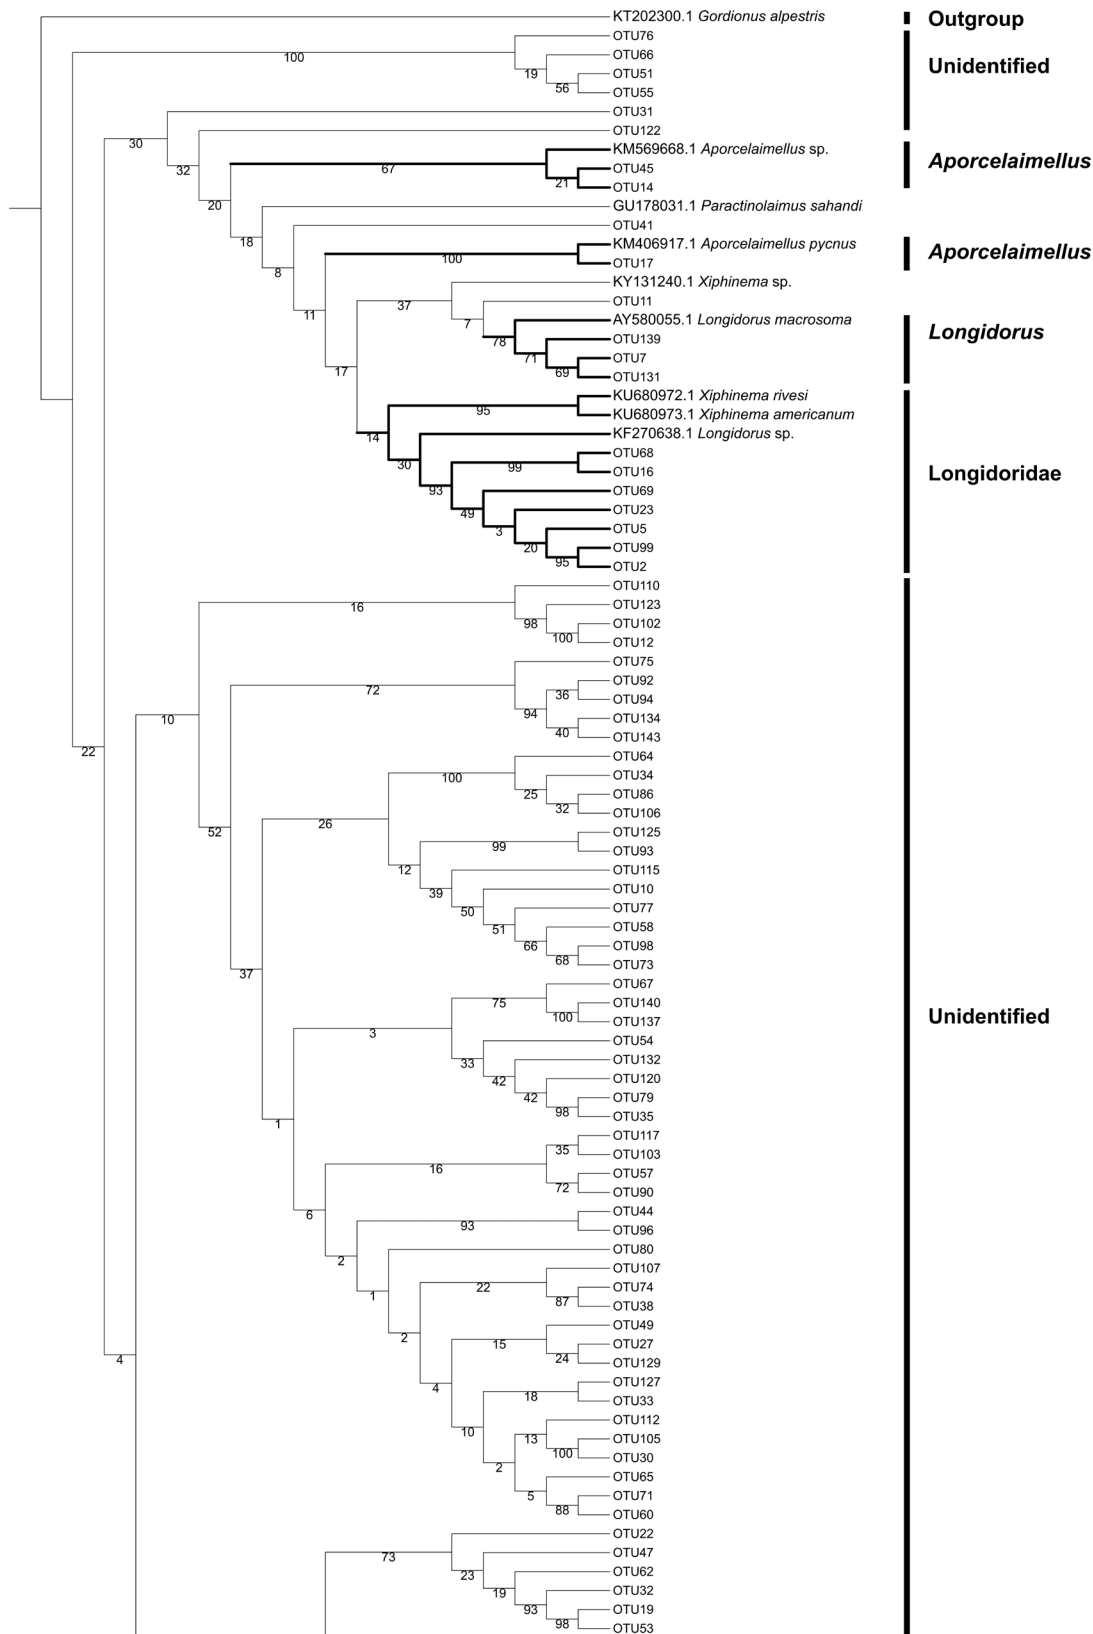 KT202300.1 Gordionus alpestris
Outgroup
OTU76
100
OTU66
Unidentified
19
OTU51
56
OTU55
OTU31
30
OTU122
KM569668.1 Aporcelaimellus sp.
Aporcelaimellus
32
67
OTU45
21
OTU14
20
GU178031.1 Paractinolaimus sahandi
OTU41
18
KM406917.1 Aporcelaimellus pycnus
Aporcelaimellus
100
OTU17
8
KY131240.1 Xiphinema sp.
37
OTU11
11
7
AY580055.1 Longidorus macrosoma
Longidorus
78
OTU139
71
OTU7
17
69
OTU131
KU680972.1 Xiphinema rivesi
95
KU680973.1 Xiphinema americanum
14
KF270638.1 Longidorus sp.
OTU68
30
99
OTU16
Longidoridae
93
OTU69
49
OTU23
3
OTU5
20
OTU99
95
OTU2
OTU110
16
OTU123
98
OTU102
100
OTU12
OTU75
72
OTU92
36
OTU94
94
OTU134
10
40
OTU143
22
OTU64
100
OTU34
25
OTU86
32
OTU106
26
52
OTU125
99
OTU93
12
OTU115
39
OTU10
50
OTU77
51
OTU58
66
OTU98
68
OTU73
37
OTU67
75
OTU140
100
OTU137
Unidentified
3
OTU54
33
OTU132
42
OTU120
42
OTU79
98
OTU35
1
OTU117
35
OTU103
16
OTU57
72
OTU90
6
OTU44
93
OTU96
2
OTU80
OTU107
22
OTU74
1
87
OTU38
OTU49
2
15
OTU27
4
24
OTU129
OTU127
4
18
OTU33
OTU112
10
13
OTU105
100
OTU30
2
OTU65
5
OTU71
88
OTU60
OTU22
73
OTU47
23
OTU62
19
OTU32
93
OTU19
98
OTU53